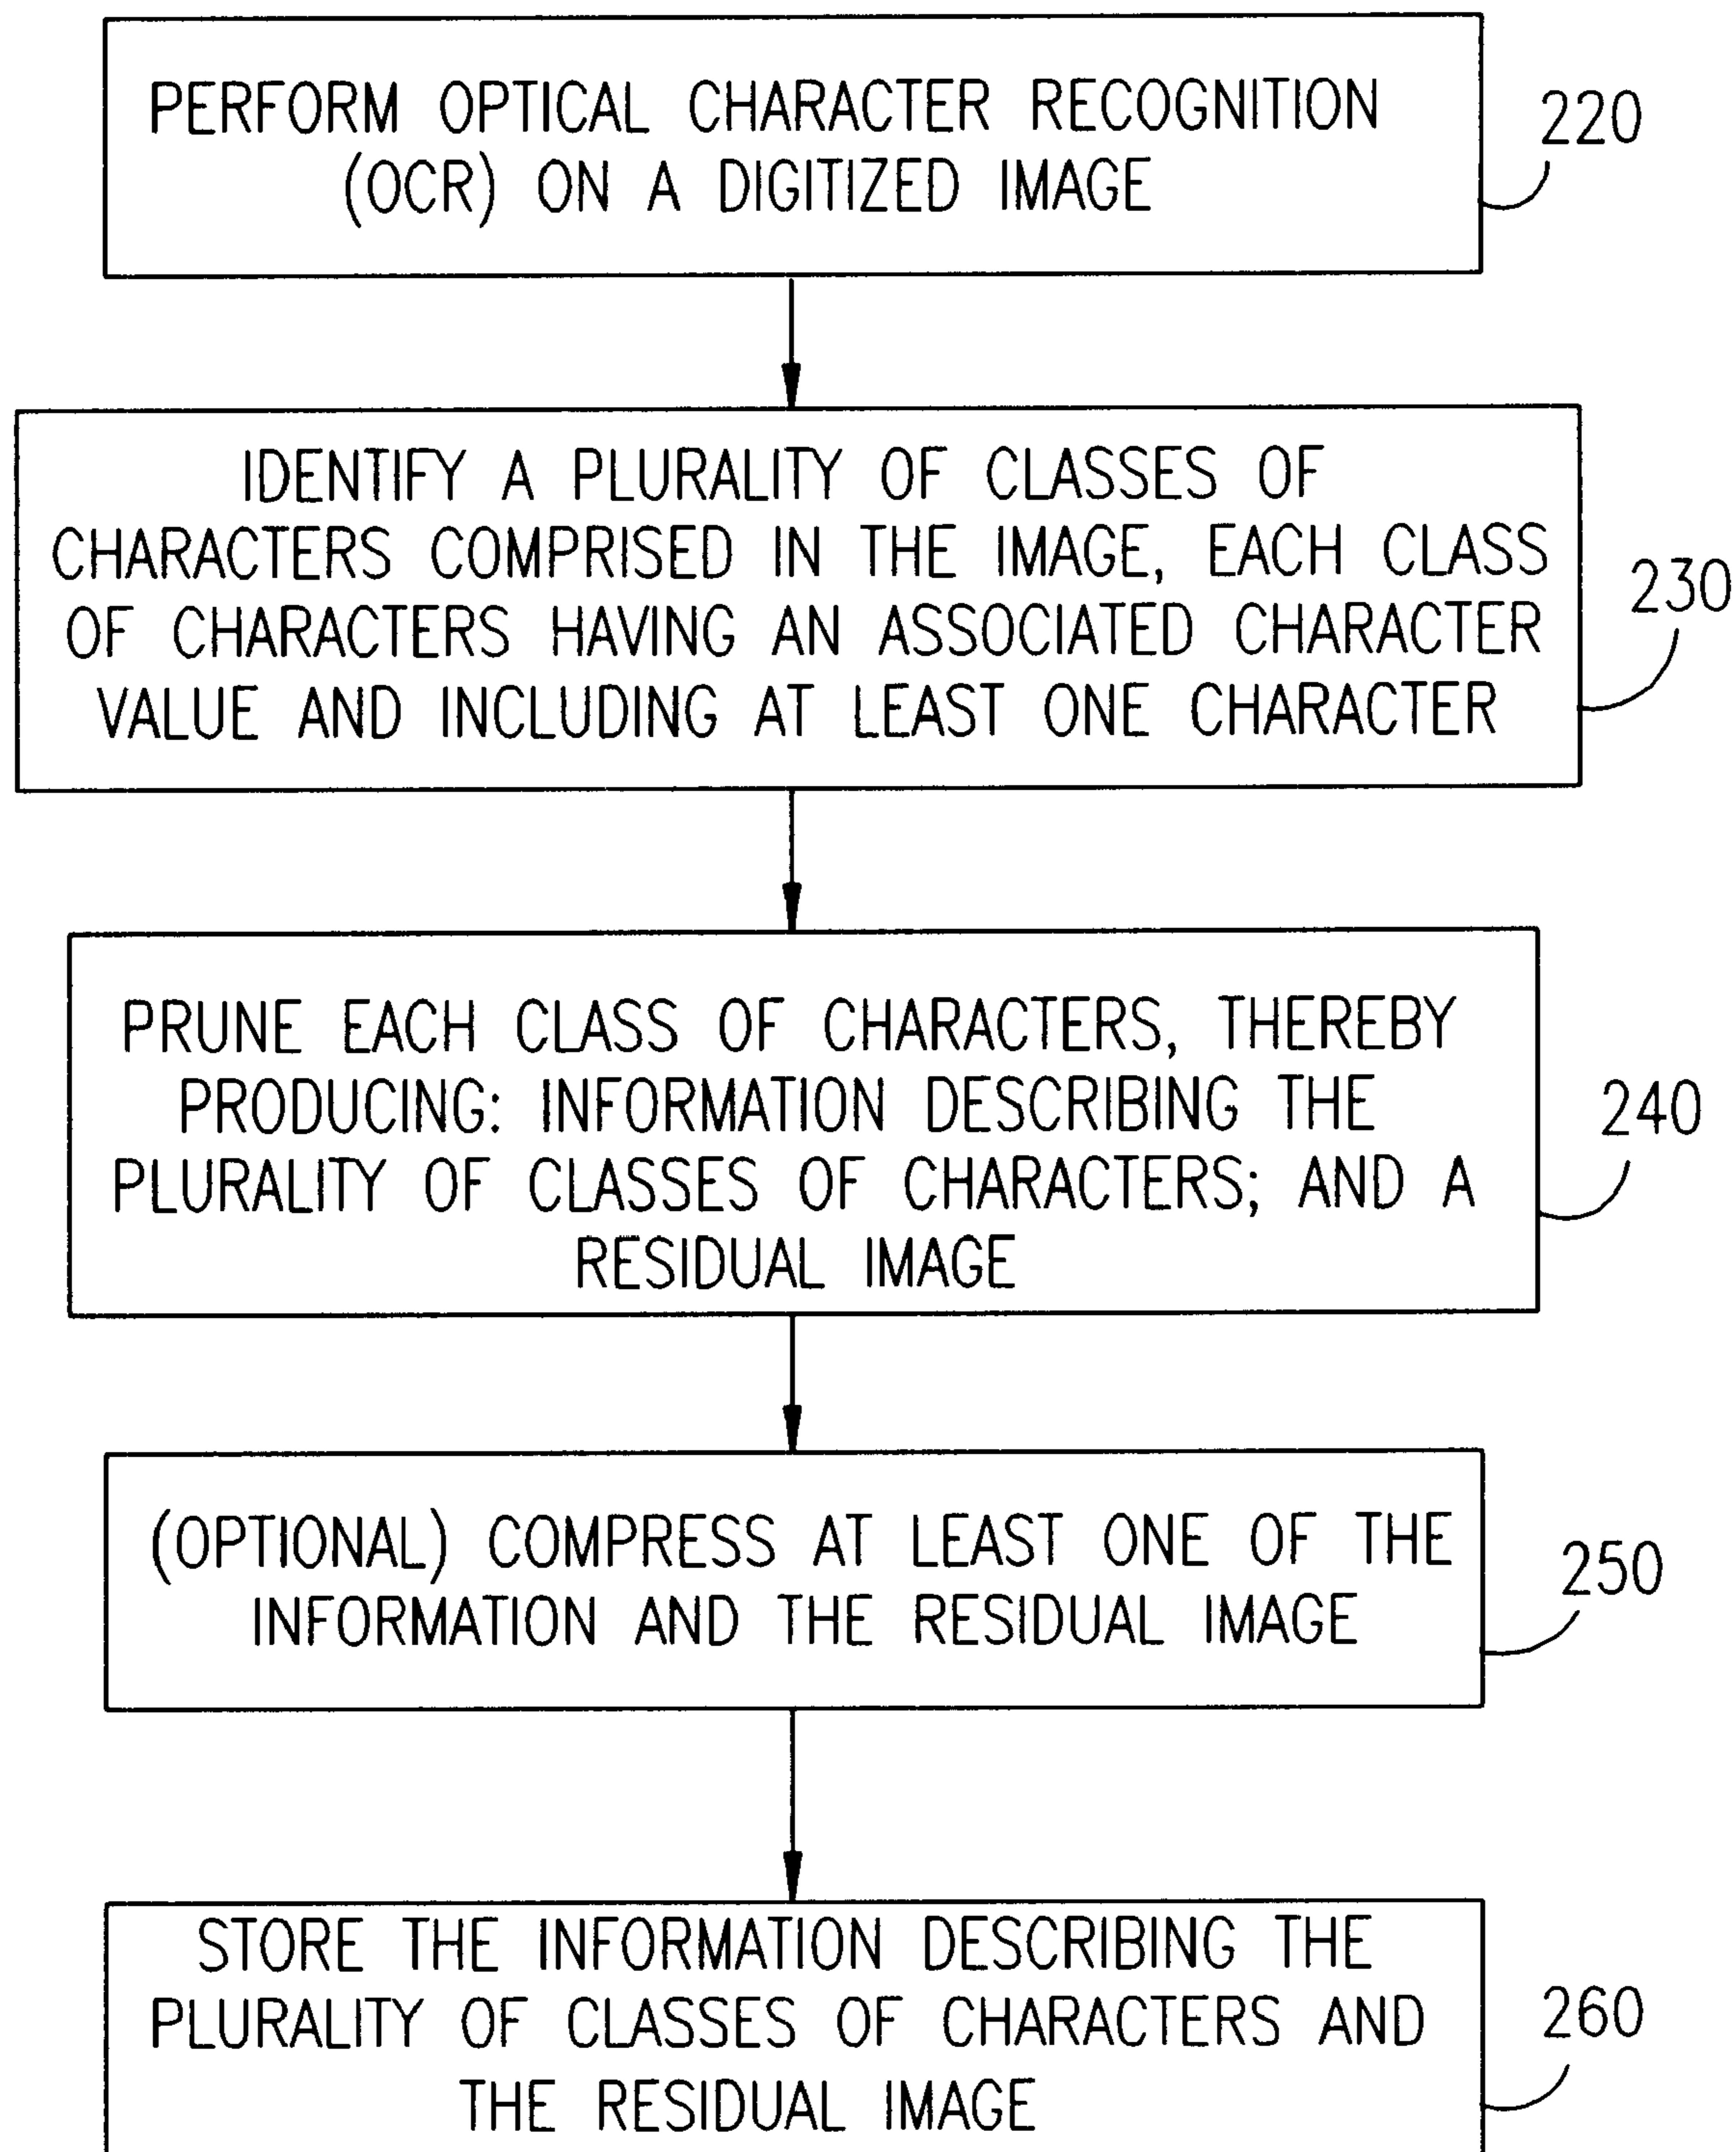 PERFORM OPTICAL CHARACTER RECOGNITION
(OCR) ON A DIGITIZED IMAGE
220
IDENTIFY A PLURALITY OF CLASSES OF
CHARACTERS COMPRISED IN THE IMAGE, EACH CLASS
OF CHARACTERS HAVING AN ASSOCIATED CHARACTER
VALUE AND INCLUDING AT LEAST ONE CHARACTER
230
PRUNE EACH CLASS OF CHARACTERS, THEREBY
PRODUCING: INFORMATION DESCRIBING THE
PLURALITY OF CLASSES OF CHARACTERS; AND A
RESIDUAL IMAGE
240
(OPTIONAL) COMPRESS AT LEAST ONE OF THE
INFORMATION AND THE RESIDUAL IMAGE
250
STORE THE INFORMATION DESCRIBING THE
PLURALITY OF CLASSES OF CHARACTERS AND
THE RESIDUAL IMAGE
260